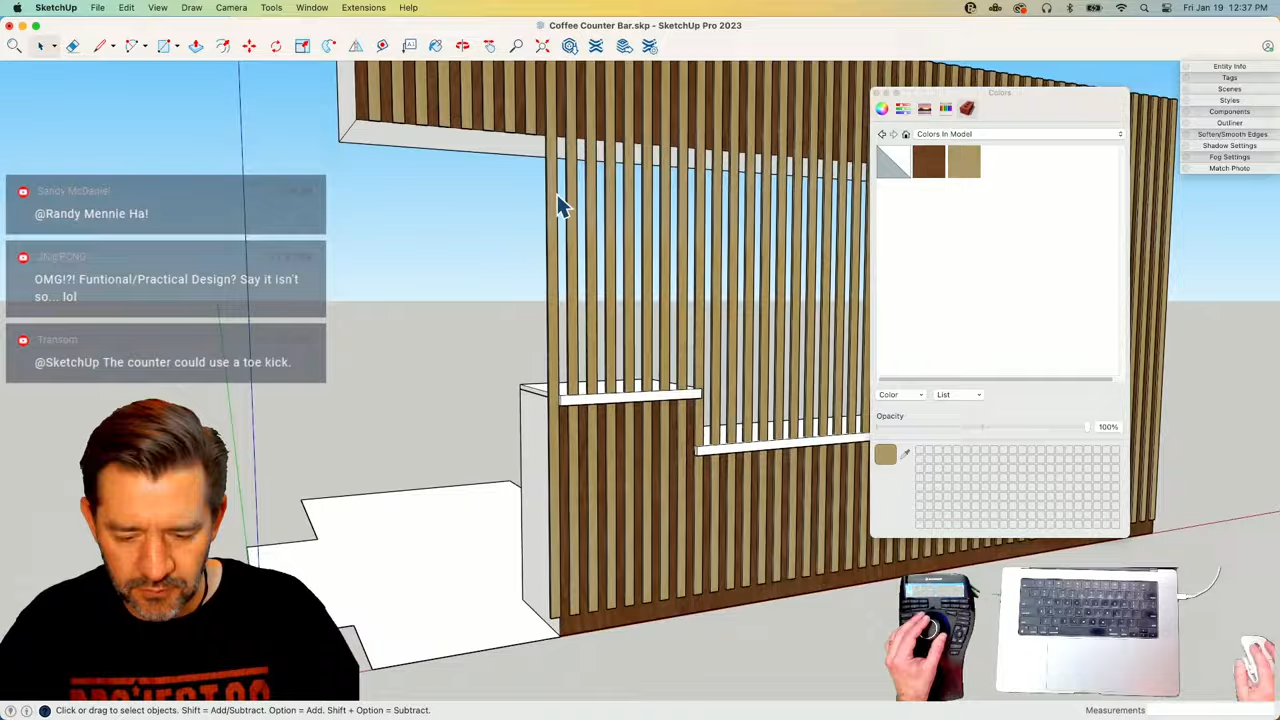 SketchUp File Edit View Draw Camera Tools Window Extensions Help Fri Jan 19 12:37 PM
Coffee Counter Bar.skp - SketchUp Pro 2023
Entity Info
Tags
Scenes
Styles
Components
Outliner
Soften/Smooth Edges
Shadow Settings
Fog Settings
Match Photo
Colors
Colors In Model
Color
List
Opacity
100%
Sandy McDaniel
@Randy Mennie Ha!
OMG!?! Funtional/Practical Design? Say it isn't
so... lol
Transom
@SketchUp The counter could use a toe kick.
Click or drag to select objects. Shift = Add/Subtract. Option = Add. Shift + Option = Subtract.
Measurements